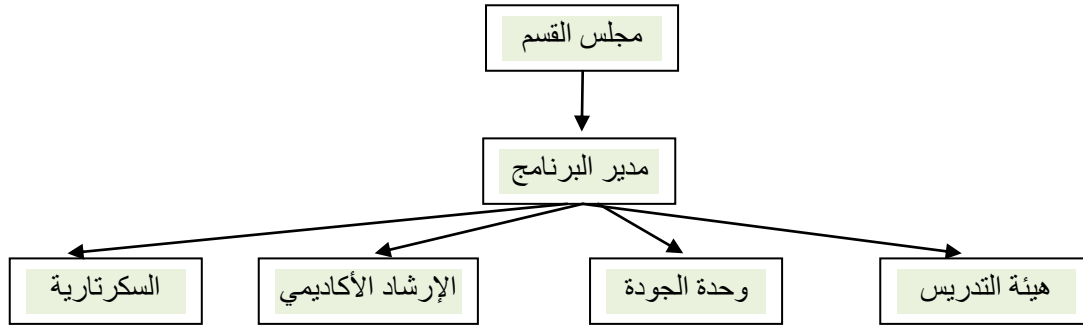 مجلس القسم
مدير البرنامج
هيئة التدريس
وحدة الجودة
الإرشاد الأكاديمي
السكرتارية